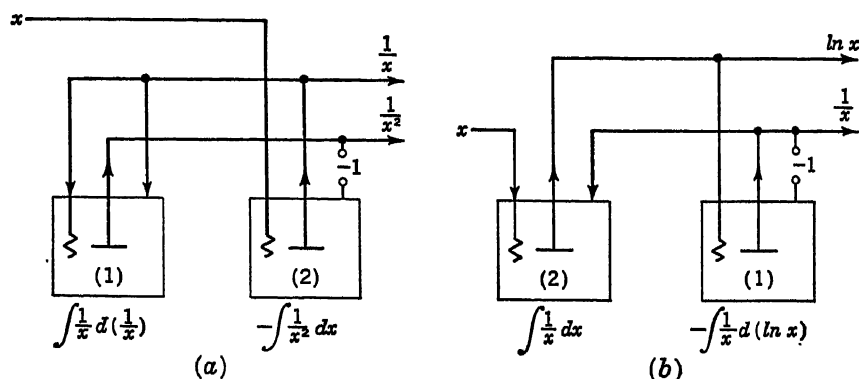 x
1/x
1/x²
-1
(1)
(2)
∫ 1/x d(1/x)
-∫ 1/x² dx
(a)
ln x
1/x
x
-1
(2)
(1)
∫ 1/x dx
-∫ 1/x d(ln x)
(b)